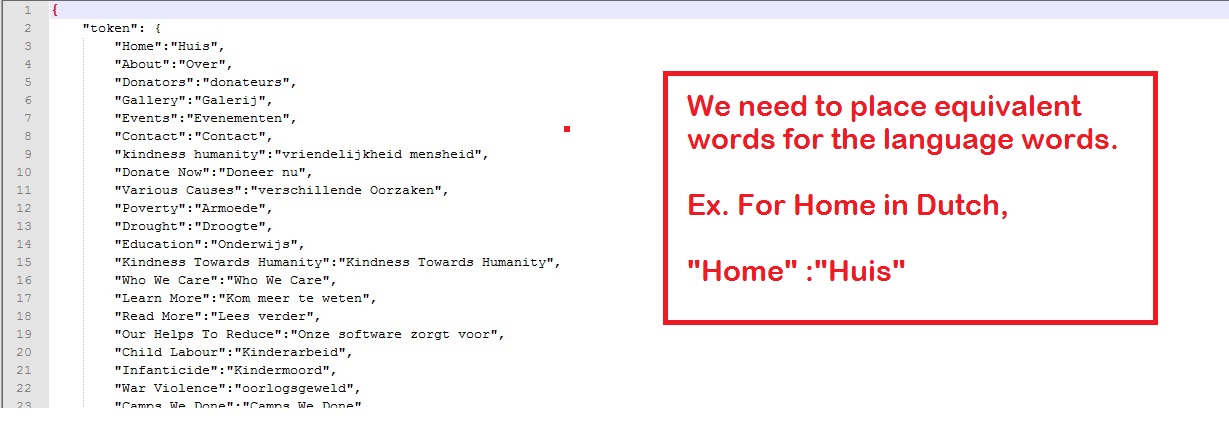 1 {
2 "token": {
3 "Home":"Huis",
4 "About":"Over",
5 "Donators":"donateurs",
6 "Gallery":"Galerij",
7 "Events":"Evenementen",
8 "Contact":"Contact",
9 "kindness humanity":"vriendelijkheid mensheid",
10 "Donate Now":"Doneer nu",
11 "Various Causes":"verschillende Oorzaken",
12 "Poverty":"Armoede",
13 "Drought":"Droogte",
14 "Education":"Onderwijs",
15 "Kindness Towards Humanity":"Kindness Towards Humanity",
16 "Who We Care":"Who We Care",
17 "Learn More":"Kom meer te weten",
18 "Read More":"Lees verder",
19 "Our Helps To Reduce":"Onze software zorgt voor",
20 "Child Labour":"Kinderarbeid",
21 "Infanticide":"Kindermoord",
22 "War Violence":"oorlogsgeweld",
23 "Camps We Done":"Camps We Done"
We need to place equivalent
words for the language words.
Ex. For Home in Dutch,
"Home" :"Huis"